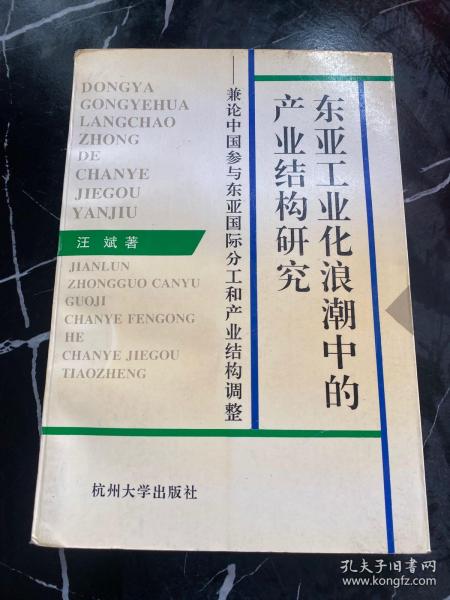 东亚工业化浪潮中的
产业结构研究
——兼论中国参与东亚国际分工和产业结构调整
DONGYA
GONGYEHUA
LANGCHAO
ZHONG
DE
CHANYE
JIEGOU
YANJIU
汪斌著
JIANLUN
ZHONGGUO CANYU
GUOJI
CHANYE FENGONG
HE
CHANYE JIEGOU
TIAOZHENG
杭州大学出版社
孔夫子旧书网
www.kongfz.com